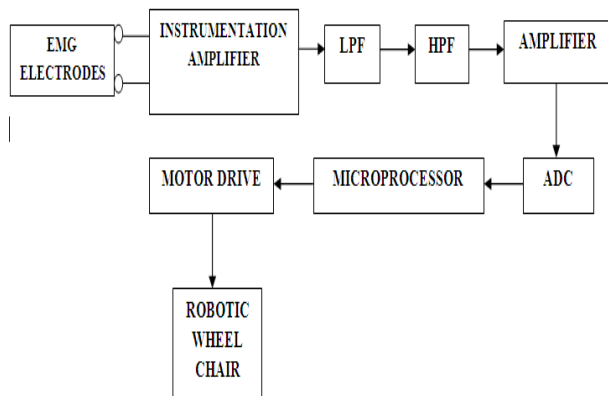 EMG
ELECTRODES
INSTRUMENTATION
AMPLIFIER
LPF
HPF
AMPLIFIER
MOTOR DRIVE
MICROPROCESSOR
ADC
ROBOTIC
WHEEL
CHAIR